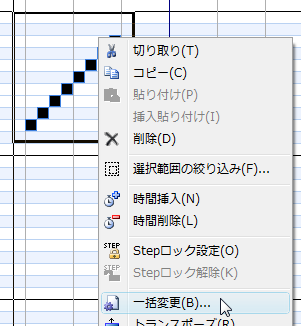 切り取り(T)
コピー(C)
貼り付け(P)
挿入貼り付け(I)
削除(D)
選択範囲の絞り込み(F)...
時間挿入(N)
時間削除(L)
STEP Stepロック設定(O)
STEP Stepロック解除(K)
一括変更(B)...
トランスポーズ(R)